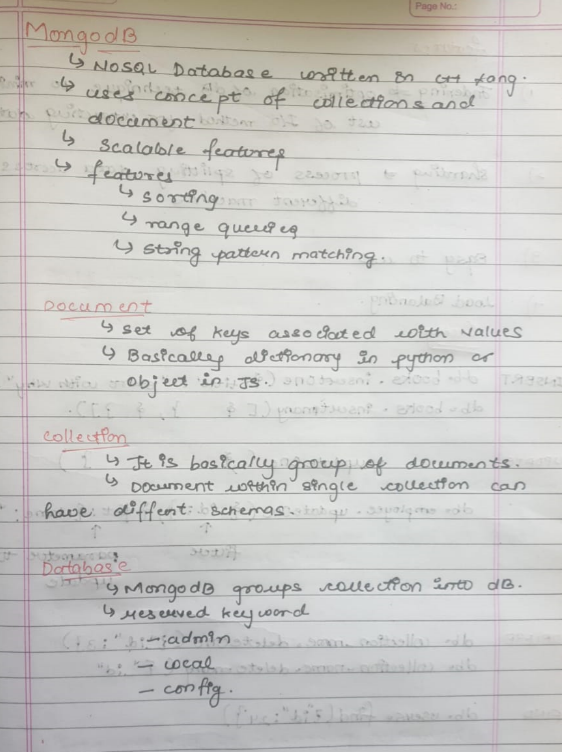 Page No.:
MongodB
↳ NoSQL Database written in C++ lang.
↳ uses concept of collections and
document
↳ Scalable features
↳ features
↳ sorting
↳ range queries
↳ string pattern matching.
Document
↳ set of keys associated with values
↳ Basically dictionary in python or
object in JS.
Collection
↳ It is basically group of documents.
↳ Document within single collection can
have diffent schemas.
Database
↳ MongodB groups collection into dB.
↳ reserved keyword
- admin
- local
- config.